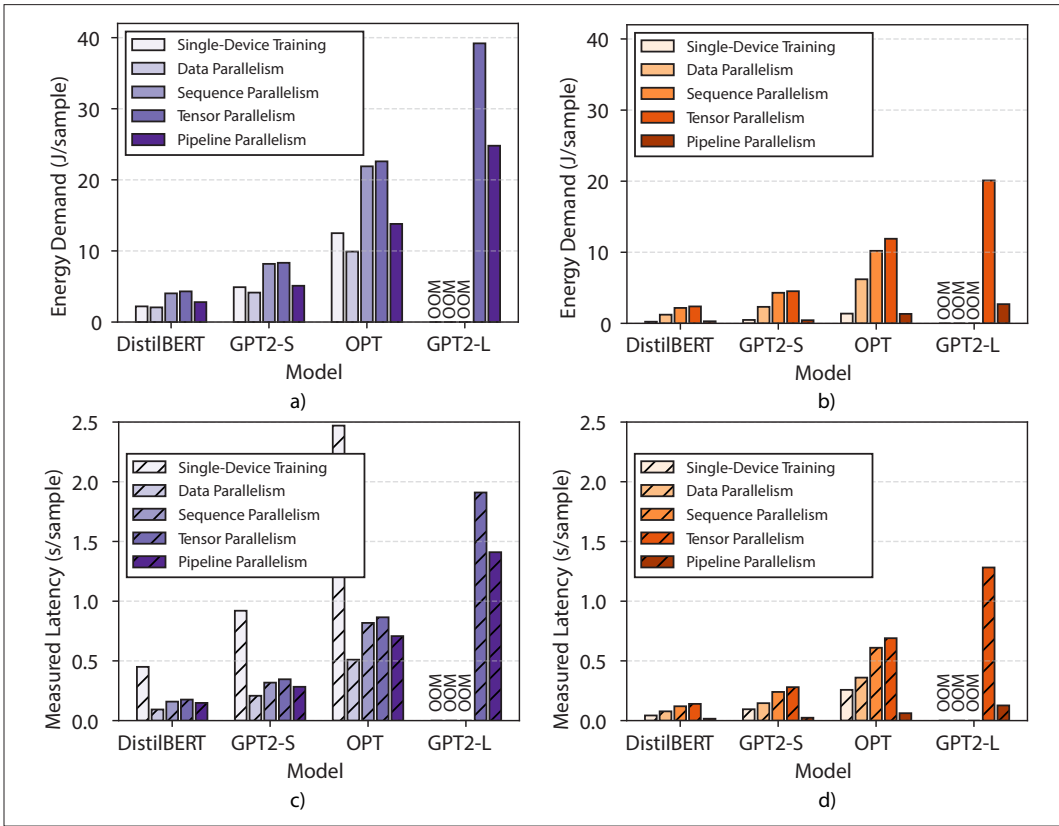 40
30
20
10
0
Energy Demand (J/sample)
Single-Device Training
Data Parallelism
Sequence Parallelism
Tensor Parallelism
Pipeline Parallelism
OOM
OOM
OOM
DistilBERT GPT2-S OPT GPT2-L
Model
a)
40
30
20
10
0
Energy Demand (J/sample)
Single-Device Training
Data Parallelism
Sequence Parallelism
Tensor Parallelism
Pipeline Parallelism
OOM
OOM
OOM
DistilBERT GPT2-S OPT GPT2-L
Model
b)
2.5
2.0
1.5
1.0
0.5
0.0
Measured Latency (s/sample)
Single-Device Training
Data Parallelism
Sequence Parallelism
Tensor Parallelism
Pipeline Parallelism
OOM
OOM
OOM
DistilBERT GPT2-S OPT GPT2-L
Model
c)
2.5
2.0
1.5
1.0
0.5
0.0
Measured Latency (s/sample)
Single-Device Training
Data Parallelism
Sequence Parallelism
Tensor Parallelism
Pipeline Parallelism
OOM
OOM
OOM
DistilBERT GPT2-S OPT GPT2-L
Model
d)